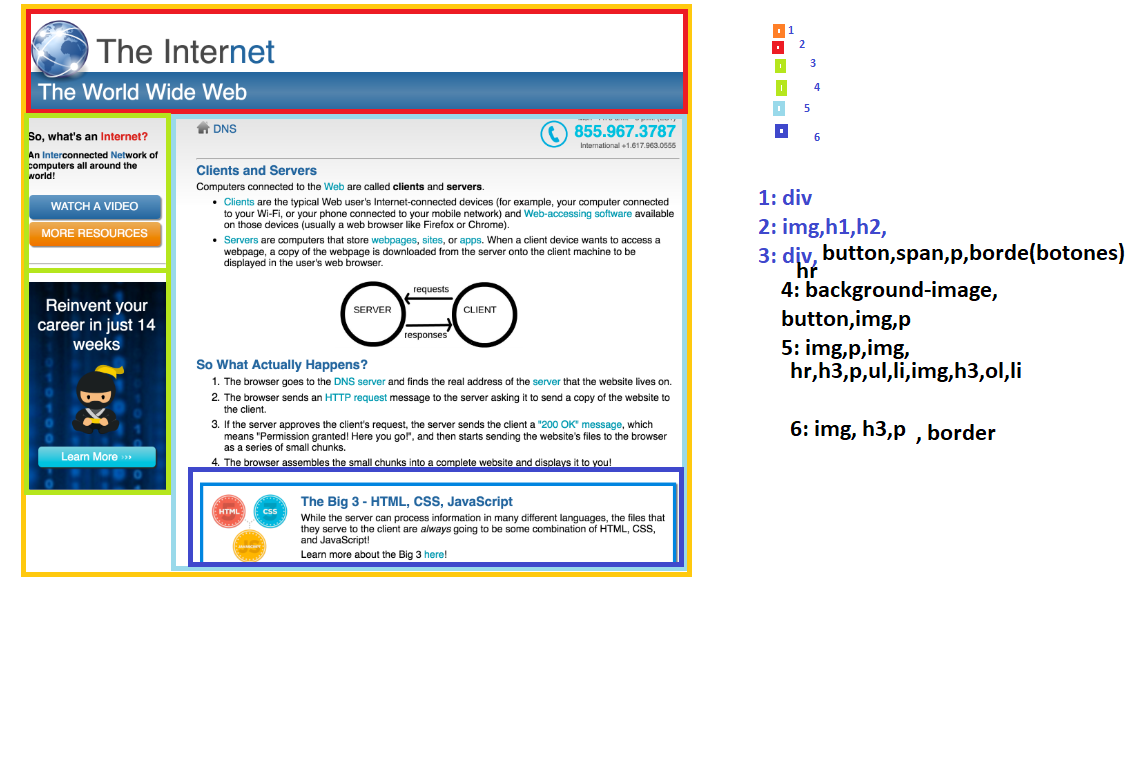 The Internet
The World Wide Web
So, what's an Internet?
An Interconnected Network of
computers all around the
world!
WATCH A VIDEO
MORE RESOURCES
Reinvent your
career in just 14
weeks
Learn More ›››
DNS
855.967.3787
International +1.617.963.0555
Clients and Servers
Computers connected to the Web are called clients and servers.
• Clients are the typical Web user's Internet-connected devices (for example, your computer connected
to your Wi-Fi, or your phone connected to your mobile network) and Web-accessing software available
on those devices (usually a web browser like Firefox or Chrome).
• Servers are computers that store webpages, sites, or apps. When a client device wants to access a
webpage, a copy of the webpage is downloaded from the server onto the client machine to be
displayed in the user's web browser.
requests
SERVER
CLIENT
responses
So What Actually Happens?
1. The browser goes to the DNS server and finds the real address of the server that the website lives on.
2. The browser sends an HTTP request message to the server asking it to send a copy of the website to
the client.
3. If the server approves the client's request, the server sends the client a "200 OK" message, which
means "Permission granted! Here you go!", and then starts sending the website's files to the browser
as a series of small chunks.
4. The browser assembles the small chunks into a complete website and displays it to you!
HTML
CSS
The Big 3 - HTML, CSS, JavaScript
While the server can process information in many different languages, the files that
they serve to the client are always going to be some combination of HTML, CSS,
and JavaScript!
Learn more about the Big 3 here!
1
2
3
4
5
6
1: div
2: img,h1,h2,
3: div, button,span,p,borde(botones)
hr
4: background-image,
button,img,p
5: img,p,img,
hr,h3,p,ul,li,img,h3,ol,li
6: img, h3,p , border